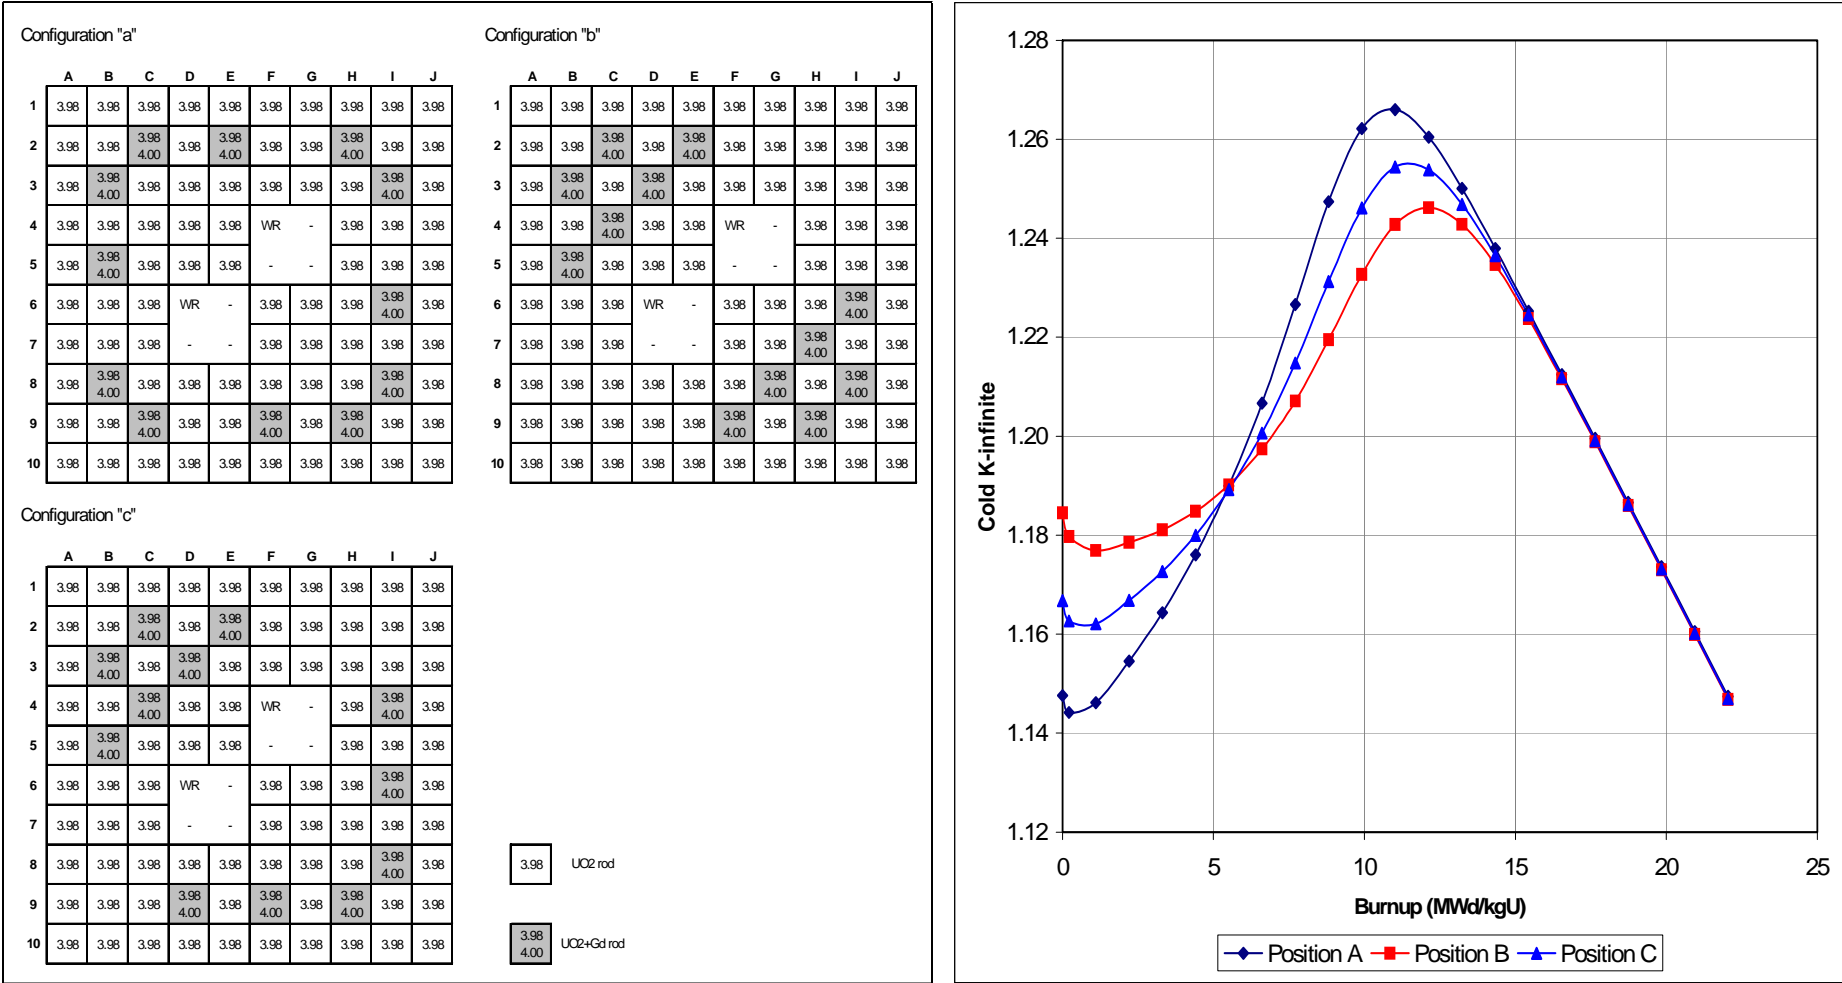 Configuration "a"
A B C D E F G H I J
1 3.98 3.98 3.98 3.98 3.98 3.98 3.98 3.98 3.98 3.98
2 3.98 3.98 3.98 4.00 3.98 3.98 4.00 3.98 3.98 3.98 4.00 3.98 3.98
3 3.98 3.98 4.00 3.98 3.98 3.98 3.98 3.98 3.98 3.98 4.00 3.98
4 3.98 3.98 3.98 3.98 3.98 WR - 3.98 3.98 3.98
5 3.98 3.98 4.00 3.98 3.98 3.98 - - 3.98 3.98 3.98
6 3.98 3.98 3.98 WR - 3.98 3.98 3.98 3.98 4.00 3.98
7 3.98 3.98 3.98 - - 3.98 3.98 3.98 3.98 3.98
8 3.98 3.98 4.00 3.98 3.98 3.98 3.98 3.98 3.98 3.98 4.00 3.98
9 3.98 3.98 3.98 4.00 3.98 3.98 3.98 4.00 3.98 3.98 4.00 3.98 3.98
10 3.98 3.98 3.98 3.98 3.98 3.98 3.98 3.98 3.98 3.98
Configuration "b"
A B C D E F G H I J
1 3.98 3.98 3.98 3.98 3.98 3.98 3.98 3.98 3.98 3.98
2 3.98 3.98 3.98 4.00 3.98 3.98 4.00 3.98 3.98 3.98 3.98 3.98
3 3.98 3.98 4.00 3.98 3.98 4.00 3.98 3.98 3.98 3.98 3.98 3.98
4 3.98 3.98 3.98 4.00 3.98 3.98 WR - 3.98 3.98 3.98
5 3.98 3.98 4.00 3.98 3.98 3.98 - - 3.98 3.98 3.98
6 3.98 3.98 3.98 WR - 3.98 3.98 3.98 3.98 4.00 3.98
7 3.98 3.98 3.98 - - 3.98 3.98 3.98 4.00 3.98 3.98
8 3.98 3.98 3.98 3.98 3.98 3.98 3.98 4.00 3.98 3.98 4.00 3.98
9 3.98 3.98 3.98 3.98 3.98 3.98 4.00 3.98 3.98 4.00 3.98 3.98
10 3.98 3.98 3.98 3.98 3.98 3.98 3.98 3.98 3.98 3.98
Configuration "c"
A B C D E F G H I J
1 3.98 3.98 3.98 3.98 3.98 3.98 3.98 3.98 3.98 3.98
2 3.98 3.98 3.98 4.00 3.98 3.98 4.00 3.98 3.98 3.98 3.98 3.98
3 3.98 3.98 4.00 3.98 3.98 4.00 3.98 3.98 3.98 3.98 3.98 3.98
4 3.98 3.98 3.98 4.00 3.98 3.98 WR - 3.98 3.98 4.00 3.98
5 3.98 3.98 4.00 3.98 3.98 3.98 - - 3.98 3.98 3.98
6 3.98 3.98 3.98 WR - 3.98 3.98 3.98 3.98 4.00 3.98
7 3.98 3.98 3.98 - - 3.98 3.98 3.98 3.98 3.98
8 3.98 3.98 3.98 3.98 3.98 3.98 3.98 3.98 3.98 4.00 3.98
9 3.98 3.98 3.98 3.98 4.00 3.98 3.98 4.00 3.98 3.98 4.00 3.98 3.98
10 3.98 3.98 3.98 3.98 3.98 3.98 3.98 3.98 3.98 3.98
3.98 UO2 rod
3.98 4.00 UO2+Gd rod
Cold K-infinite
1.28
1.26
1.24
1.22
1.20
1.18
1.16
1.14
1.12
0 5 10 15 20 25
Burnup (MWd/kgU)
Position A Position B Position C